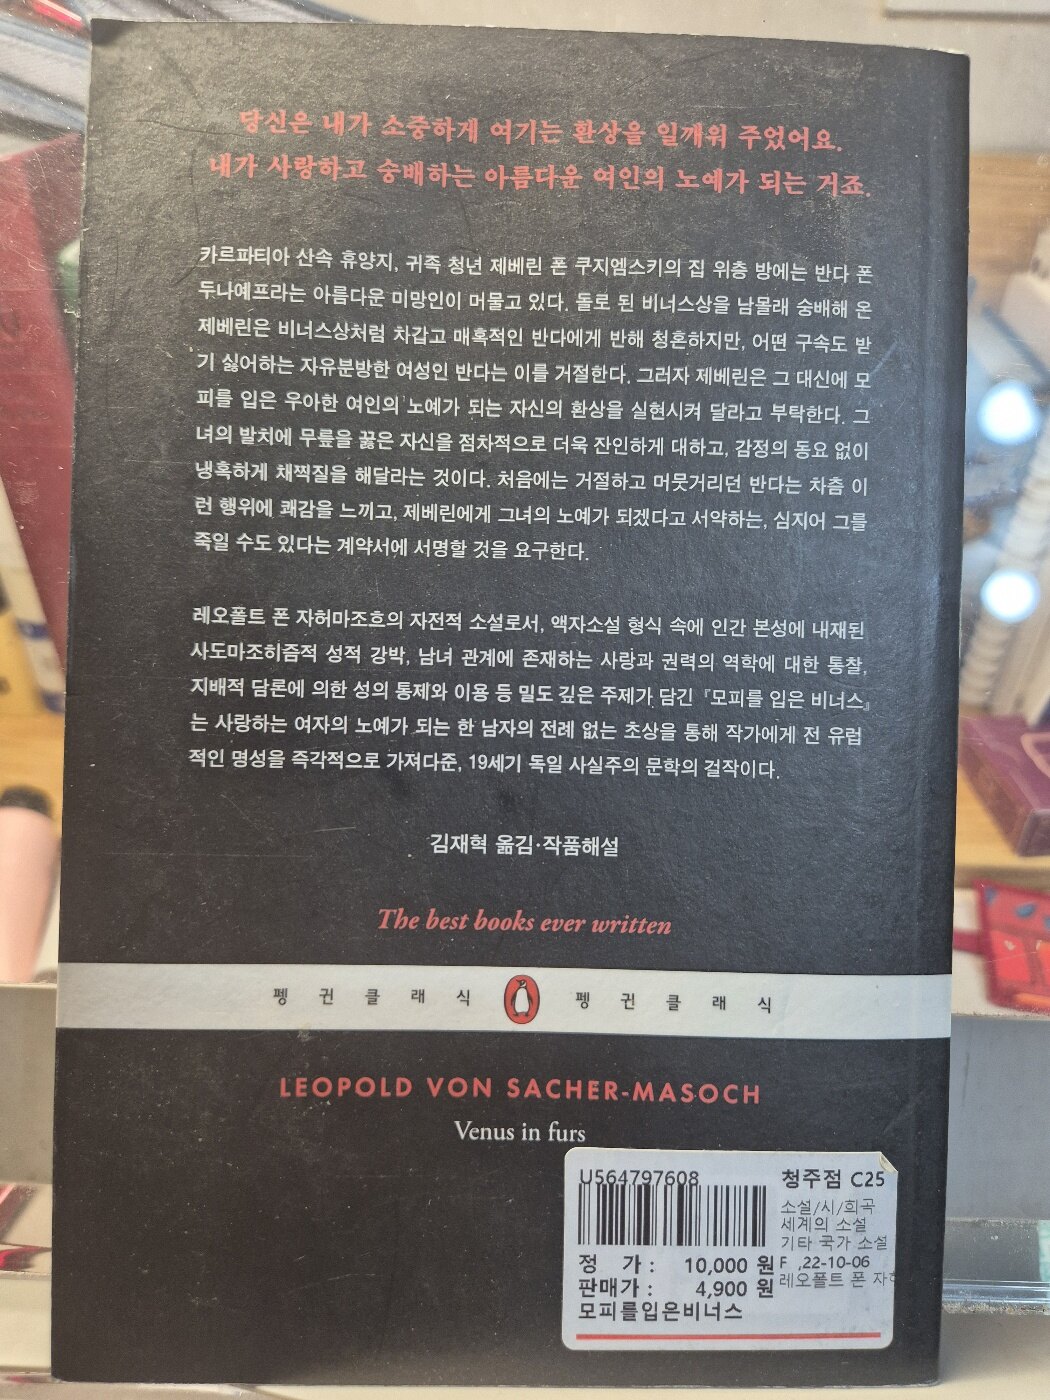 당신은 내가 소중하게 여기는 환상을 일깨워 주었어요.
내가 사랑하고 숭배하는 아름다운 여인의 노예가 되는 거죠.
카르파티아 산속 휴양지, 귀족 청년 제베린 폰 쿠지엠스키의 집 위층 방에는 반다 폰
두나예프라는 아름다운 미망인이 머물고 있다. 돌로 된 비너스상을 남몰래 숭배해 온
제베린은 비너스상처럼 차갑고 매혹적인 반다에게 반해 청혼하지만, 어떤 구속도 받
기 싫어하는 자유분방한 여성인 반다는 이를 거절한다. 그러자 제베린은 그 대신에 모
피를 입은 우아한 여인의 노예가 되는 자신의 환상을 실현시켜 달라고 부탁한다. 그
녀의 발치에 무릎을 꿇은 자신을 점차적으로 더욱 잔인하게 대하고, 감정의 동요 없이
냉혹하게 채찍질을 해달라는 것이다. 처음에는 거절하고 머뭇거리던 반다는 차츰 이
런 행위에 쾌감을 느끼고, 제베린에게 그녀의 노예가 되겠다고 서약하는, 심지어 그를
죽일 수도 있다는 계약서에 서명할 것을 요구한다.
레오폴트 폰 자허마조흐의 자전적 소설로서, 액자소설 형식 속에 인간 본성에 내재된
사도마조히즘적 성적 강박, 남녀 관계에 존재하는 사랑과 권력의 역학에 대한 통찰,
지배적 담론에 의한 성의 통제와 이용 등 밀도 깊은 주제가 담긴 『모피를 입은 비너스』
는 사랑하는 여자의 노예가 되는 한 남자의 전례 없는 초상을 통해 작가에게 전 유럽
적인 명성을 즉각적으로 가져다준, 19세기 독일 사실주의 문학의 걸작이다.
김재혁 옮김·작품해설
The best books ever written
펭귄클래식 펭귄클래식
LEOPOLD VON SACHER-MASOCH
Venus in furs
U564797608 청주점 C25
소설/시/희곡
세계의 소설
기타 국가 소설
정 가: 10,000 원 F ,22-10-06
판매가: 4,900 원 레오폴트 폰 자허
모피를입은비너스